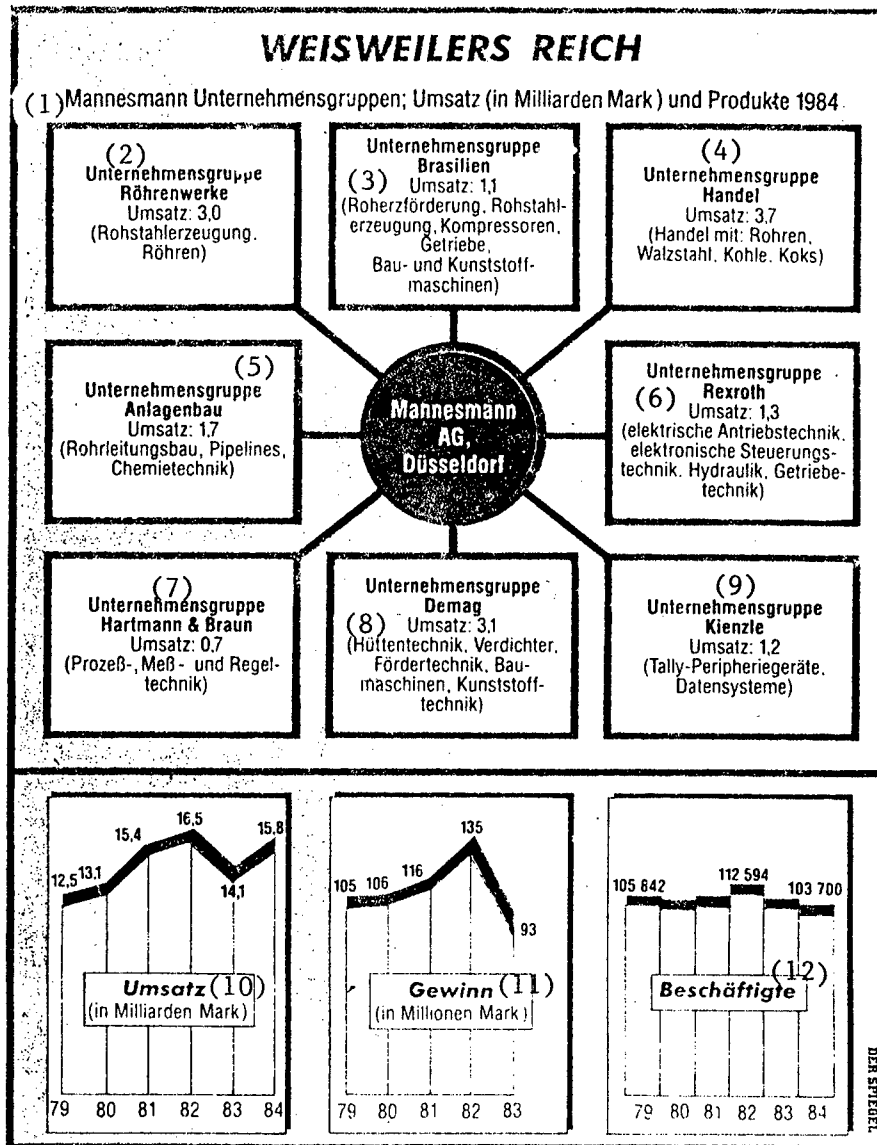 WEISWEILERS REICH
(1) Mannesmann Unternehmensgruppen; Umsatz (in Milliarden Mark) und Produkte 1984
(2)
Unternehmensgruppe
Röhrenwerke
Umsatz: 3,0
(Rohstahlerzeugung,
Röhren)
Unternehmensgruppe
Brasilien
(3) Umsatz: 1,1
(Roherzförderung, Rohstahl-
erzeugung, Kompressoren,
Getriebe,
Bau- und Kunststoff-
maschinen)
(4)
Unternehmensgruppe
Handel
Umsatz: 3,7
(Handel mit: Rohren,
Walzstahl, Kohle, Koks)
(5)
Unternehmensgruppe
Anlagenbau
Umsatz: 1,7
(Rohrleitungsbau, Pipelines,
Chemietechnik)
Mannesmann
AG,
Düsseldorf
Unternehmensgruppe
Rexroth
(6) Umsatz: 1,3
(elektrische Antriebstechnik,
elektronische Steuerungs-
technik, Hydraulik, Getriebe-
technik)
(7)
Unternehmensgruppe
Hartmann & Braun
Umsatz: 0,7
(Prozeß-, Meß- und Regel-
technik)
Unternehmensgruppe
Demag
(8) Umsatz: 3,1
(Hüttentechnik, Verdichter,
Fördertechnik, Bau-
maschinen, Kunststoff-
technik)
(9)
Unternehmensgruppe
Kienzle
Umsatz: 1,2
(Tally-Peripheriegeräte,
Datensysteme)
12,5 13,1 15,4 16,5 14,1 15,8
Umsatz (10)
(in Milliarden Mark)
79 80 81 82 83 84
105 106 116 135 93
Gewinn (11)
(in Millionen Mark)
79 80 81 82 83
105 842 112 594 103 700
(12)
Beschäftigte
79 80 81 82 83 84
DER SPIEGEL